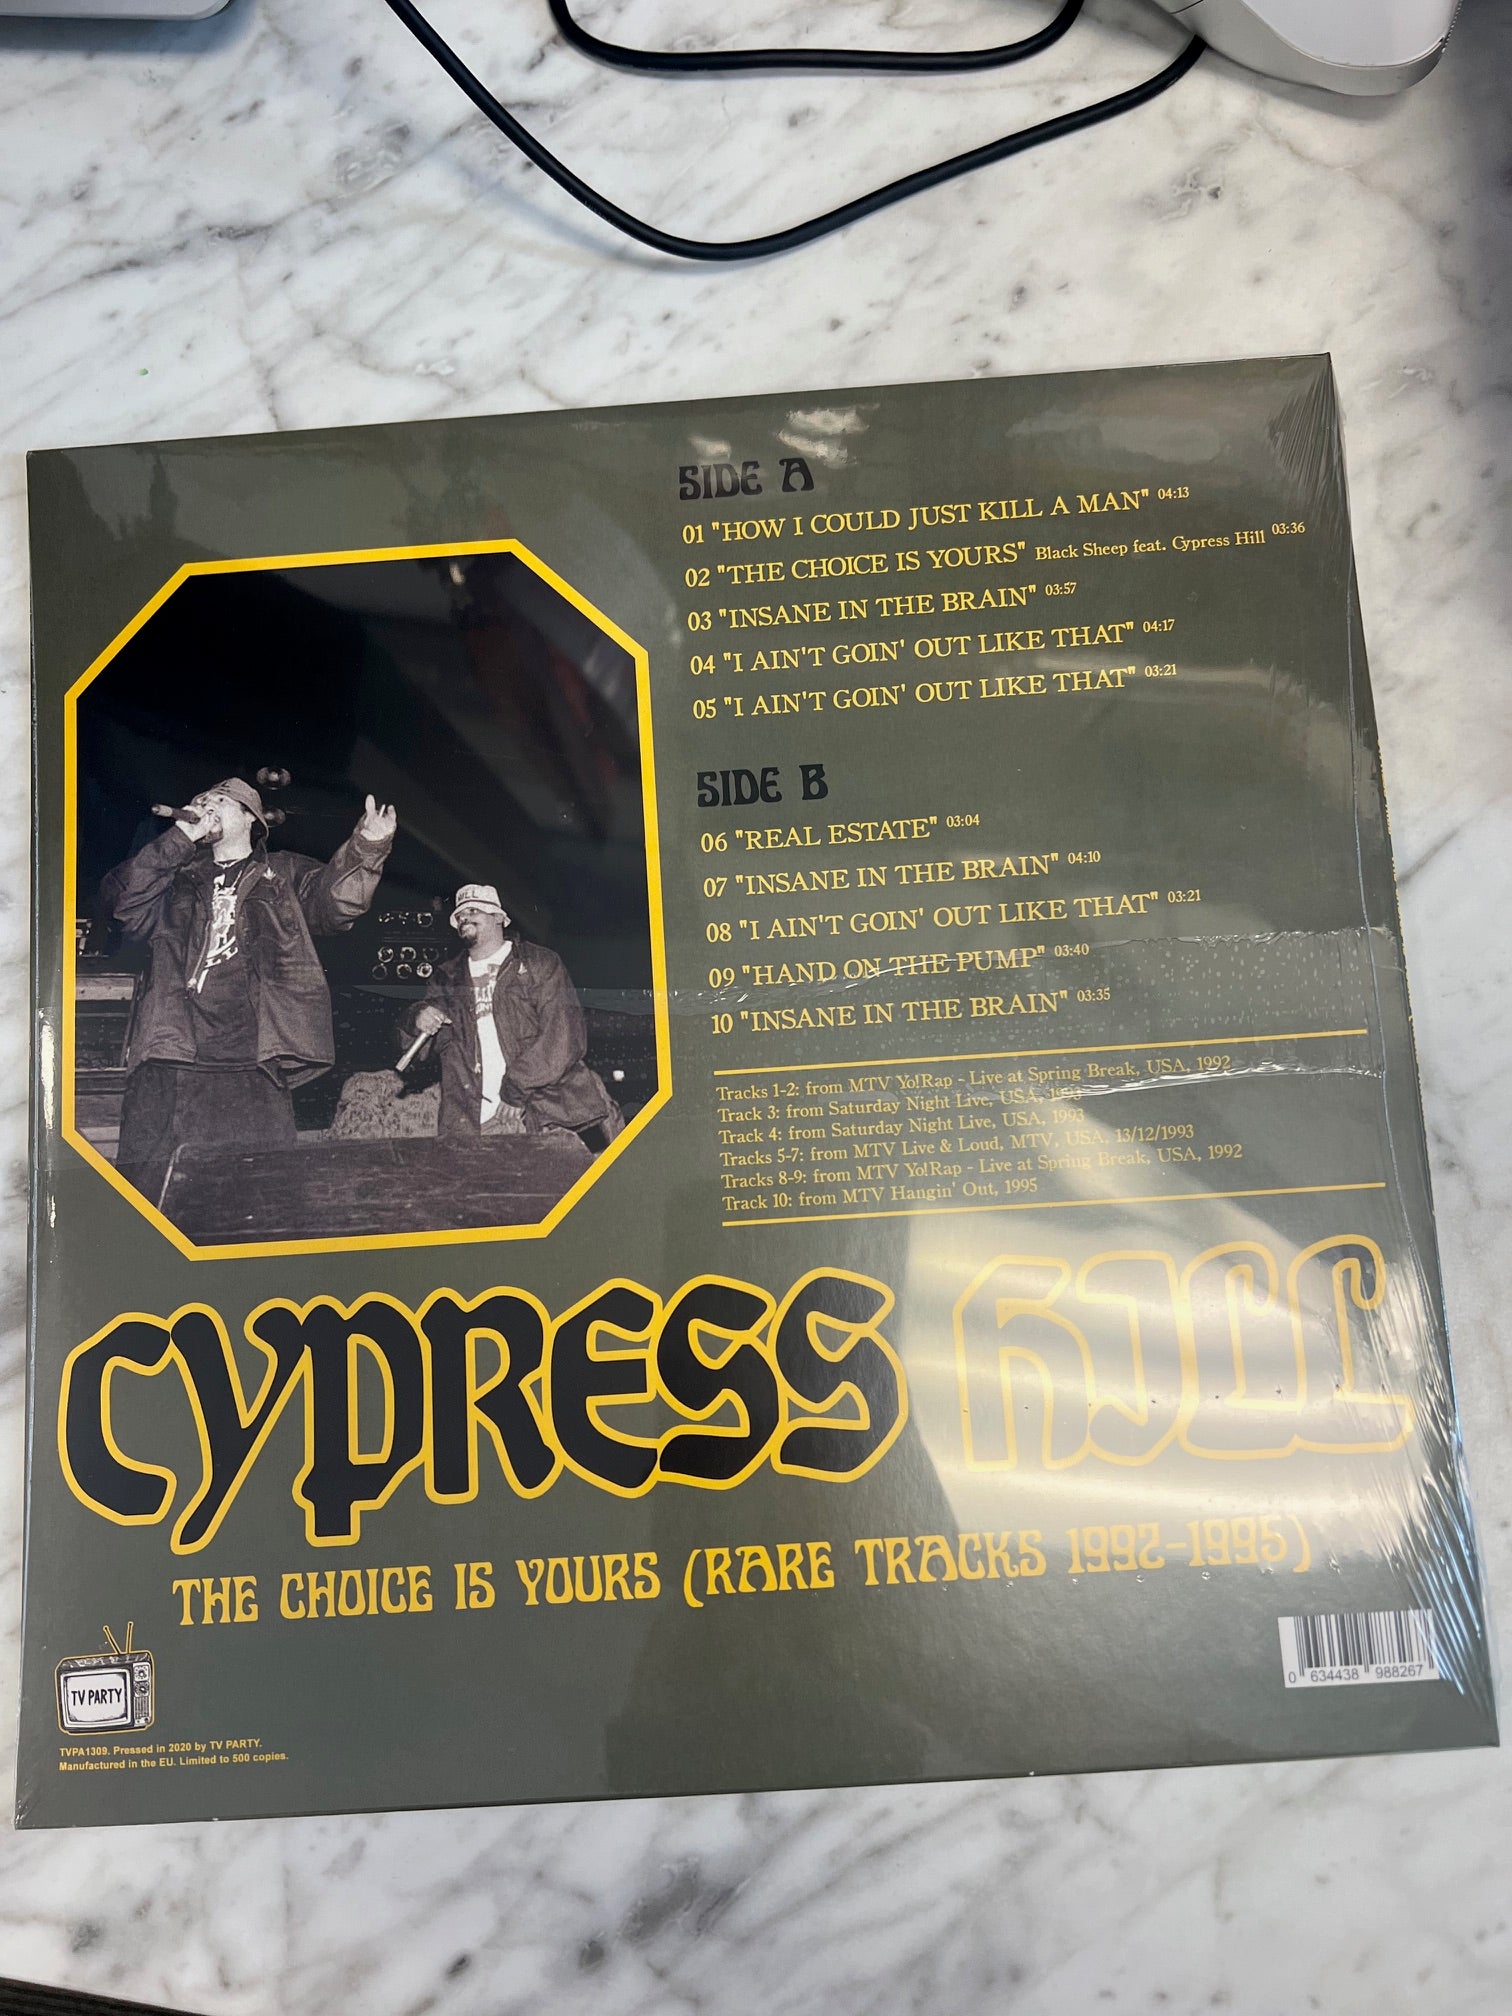 SIDE A
01 "HOW I COULD JUST KILL A MAN" 04:13
02 "THE CHOICE IS YOURS" Black Sheep feat. Cypress Hill 03:36
03 "INSANE IN THE BRAIN" 03:57
04 "I AIN'T GOIN' OUT LIKE THAT" 04:17
05 "I AIN'T GOIN' OUT LIKE THAT" 03:21
SIDE B
06 "REAL ESTATE" 03:04
07 "INSANE IN THE BRAIN" 04:10
08 "I AIN'T GOIN' OUT LIKE THAT" 03:21
09 "HAND ON THE PUMP" 03:40
10 "INSANE IN THE BRAIN" 03:35
Tracks 1-2: from MTV Yo!Rap - Live at Spring Break, USA, 1992
Track 3: from Saturday Night Live, USA, 1993
Track 4: from Saturday Night Live, USA, 1993
Tracks 5-7: from MTV Live & Loud, MTV, USA, 13/12/1993
Tracks 8-9: from MTV Yo!Rap - Live at Spring Break, USA, 1992
Track 10: from MTV Hangin' Out, 1995
CYPRESS HILL
THE CHOICE IS YOURS (RARE TRACKS 1992-1995)
TV PARTY
TVPA1309. Pressed in 2020 by TV PARTY.
Manufactured in the EU. Limited to 500 copies.
0 634438 988267